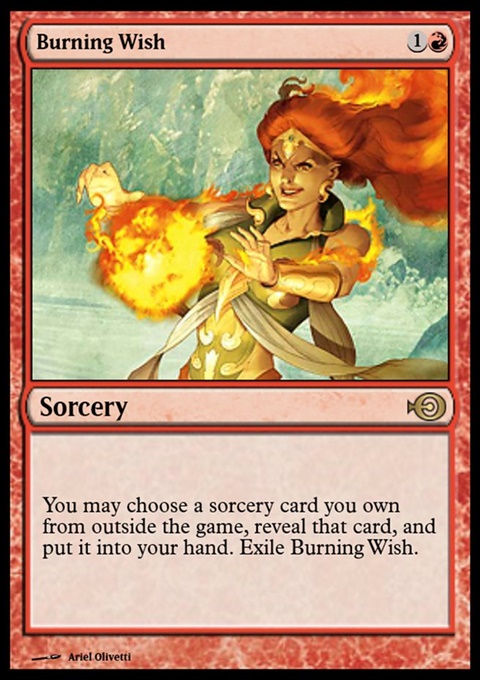 Burning Wish 1
Sorcery
You may choose a sorcery card you own
from outside the game, reveal that card, and
put it into your hand. Exile Burning Wish.
Ariel Olivetti